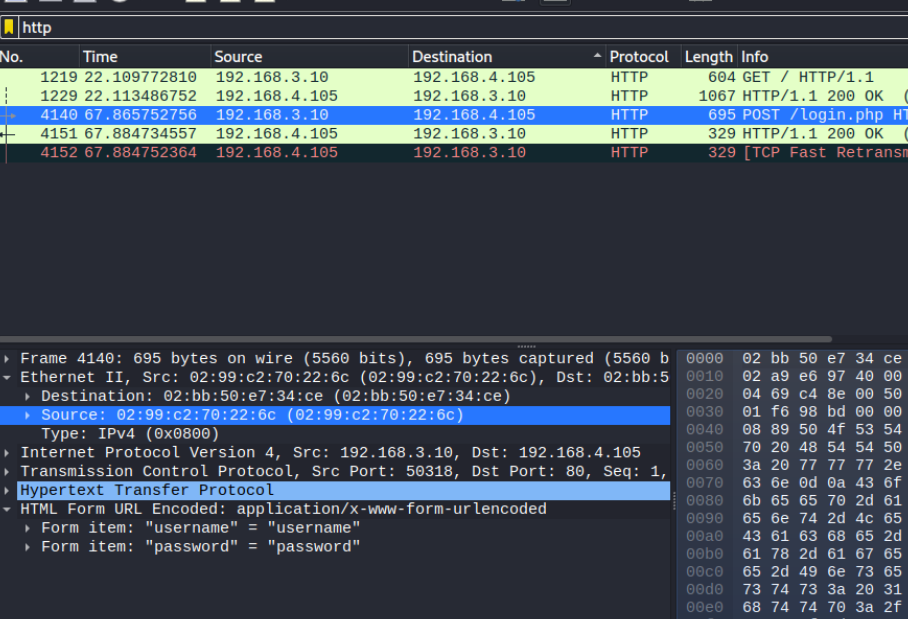 http
No. Time Source Destination Protocol Length Info
1219 22.109772810 192.168.3.10 192.168.4.105 HTTP 604 GET / HTTP/1.1
1229 22.113486752 192.168.4.105 192.168.3.10 HTTP 1067 HTTP/1.1 200 OK (
4140 67.865752756 192.168.3.10 192.168.4.105 HTTP 695 POST /login.php HT
4151 67.884734557 192.168.4.105 192.168.3.10 HTTP 329 HTTP/1.1 200 OK (
4152 67.884752364 192.168.4.105 192.168.3.10 HTTP 329 [TCP Fast Retransm
Frame 4140: 695 bytes on wire (5560 bits), 695 bytes captured (5560 b
Ethernet II, Src: 02:99:c2:70:22:6c (02:99:c2:70:22:6c), Dst: 02:bb:5
Destination: 02:bb:50:e7:34:ce (02:bb:50:e7:34:ce)
Source: 02:99:c2:70:22:6c (02:99:c2:70:22:6c)
Type: IPv4 (0x0800)
Internet Protocol Version 4, Src: 192.168.3.10, Dst: 192.168.4.105
Transmission Control Protocol, Src Port: 50318, Dst Port: 80, Seq: 1,
Hypertext Transfer Protocol
HTML Form URL Encoded: application/x-www-form-urlencoded
Form item: "username" = "username"
Form item: "password" = "password"
0000 02 bb 50 e7 34 ce
0010 02 a9 e6 97 40 00
0020 04 69 c4 8e 00 50
0030 01 f6 98 bd 00 00
0040 08 89 50 4f 53 54
0050 70 20 48 54 54 50
0060 3a 20 77 77 77 2e
0070 63 6e 0d 0a 43 6f
0080 6b 65 65 70 2d 61
0090 65 6e 74 2d 4c 65
00a0 43 61 63 68 65 2d
00b0 61 78 2d 61 67 65
00c0 65 2d 49 6e 73 65
00d0 73 74 73 3a 20 31
00e0 68 74 74 70 3a 2f